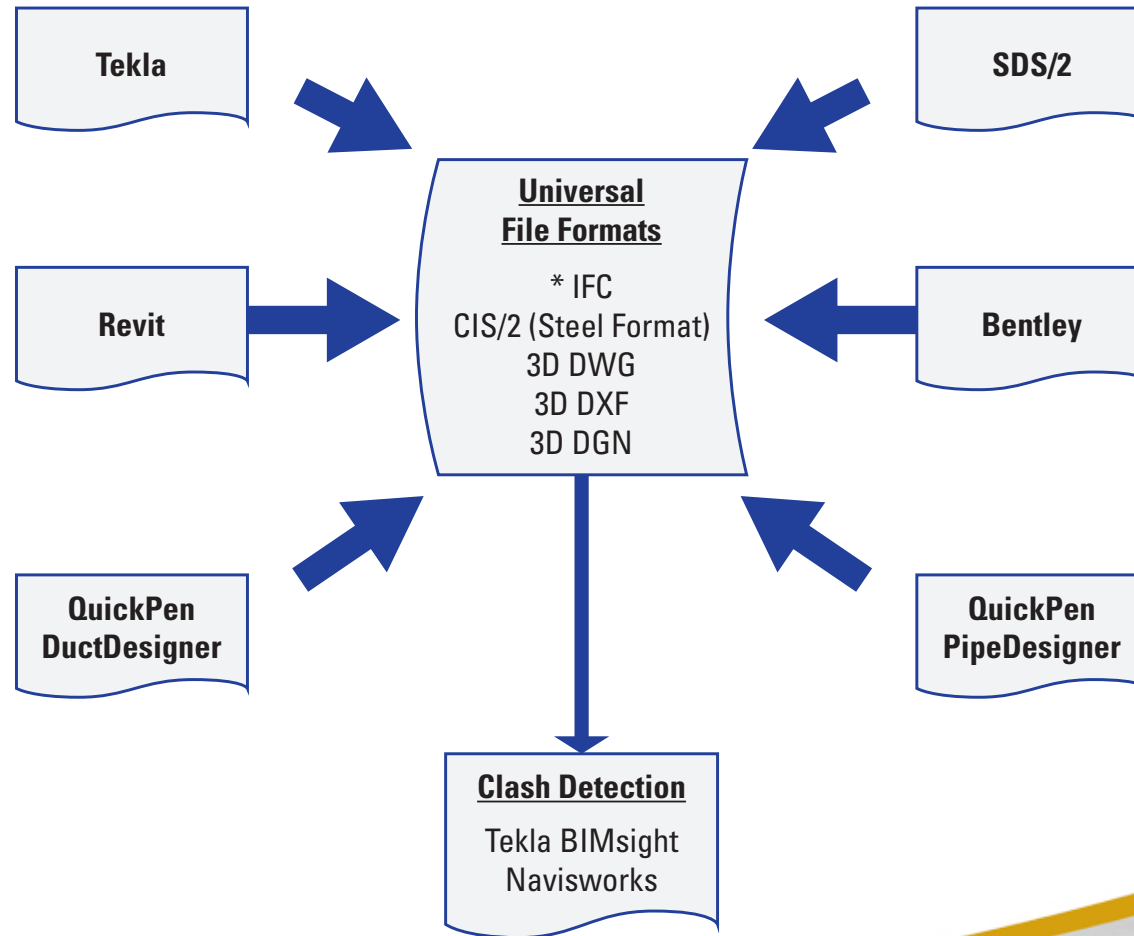 Tekla
SDS/2
Universal
File Formats
* IFC
CIS/2 (Steel Format)
3D DWG
3D DXF
3D DGN
Revit
Bentley
QuickPen
DuctDesigner
QuickPen
PipeDesigner
Clash Detection
Tekla BIMsight
Navisworks